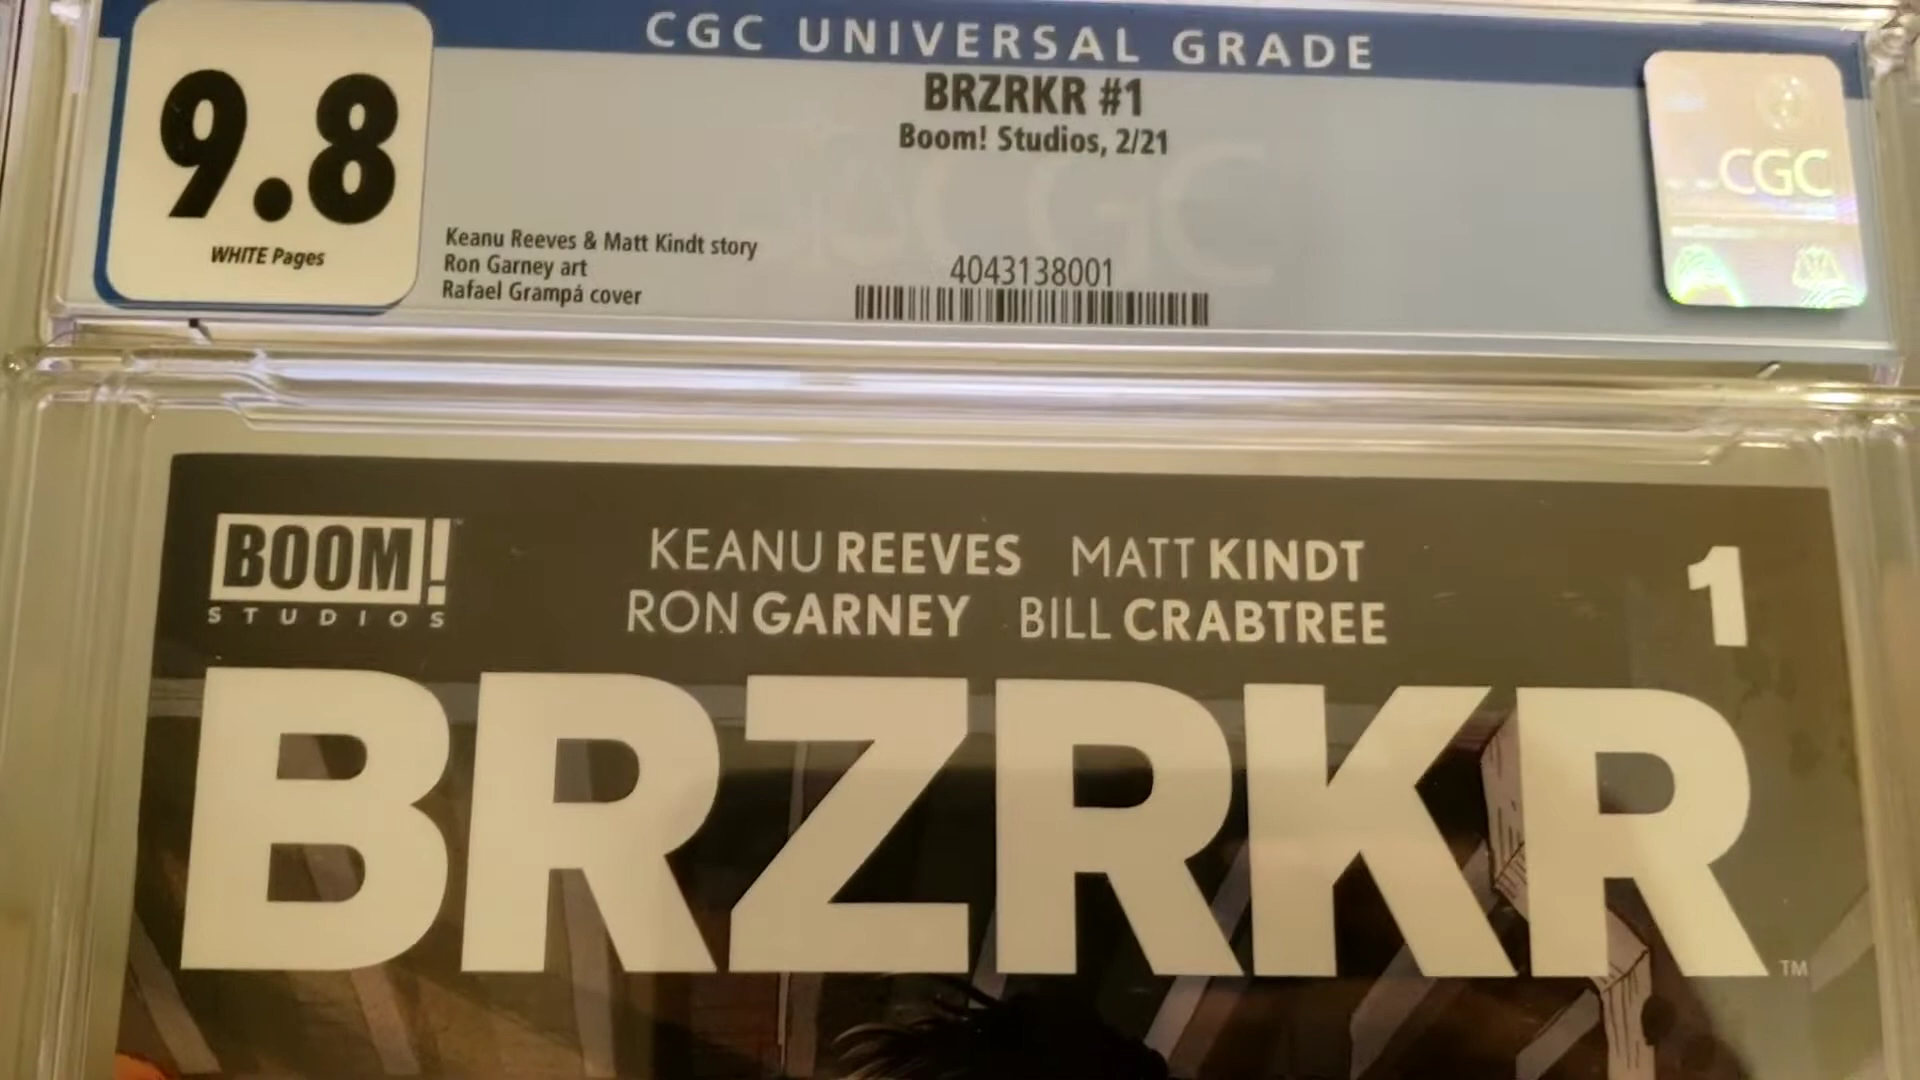 CGC UNIVERSAL GRADE
9.8
WHITE Pages
BRZRKR #1
Boom! Studios, 2/21
Keanu Reeves & Matt Kindt story
Ron Garney art
Rafael Grampá cover
4043138001
CGC
CGC
BOOM!
STUDIOS
KEANU REEVES MATT KINDT
RON GARNEY BILL CRABTREE
1
BRZRKR
TM